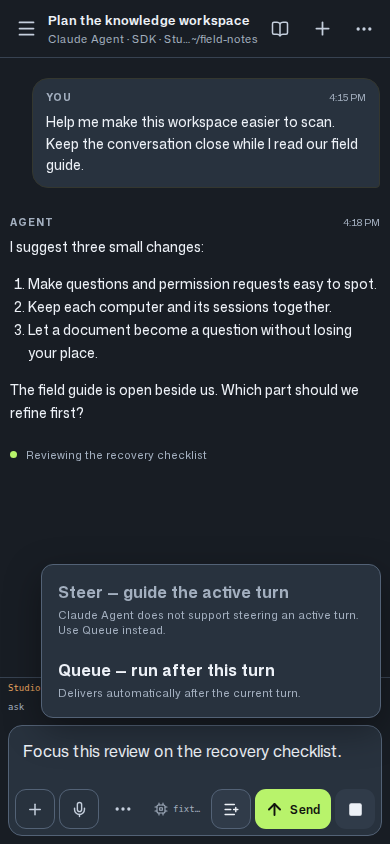 Plan the knowledge workspace
Claude Agent · SDK · Stu…~/field-notes
YOU 4:15 PM
Help me make this workspace easier to scan.
Keep the conversation close while I read our field
guide.
AGENT 4:18 PM
I suggest three small changes:
1. Make questions and permission requests easy to spot.
2. Keep each computer and its sessions together.
3. Let a document become a question without losing
your place.
The field guide is open beside us. Which part should we
refine first?
Reviewing the recovery checklist
Steer — guide the active turn
Claude Agent does not support steering an active turn.
Use Queue instead.
Queue — run after this turn
Delivers automatically after the current turn.
Studio
ask
Focus this review on the recovery checklist.
fixt…
Send